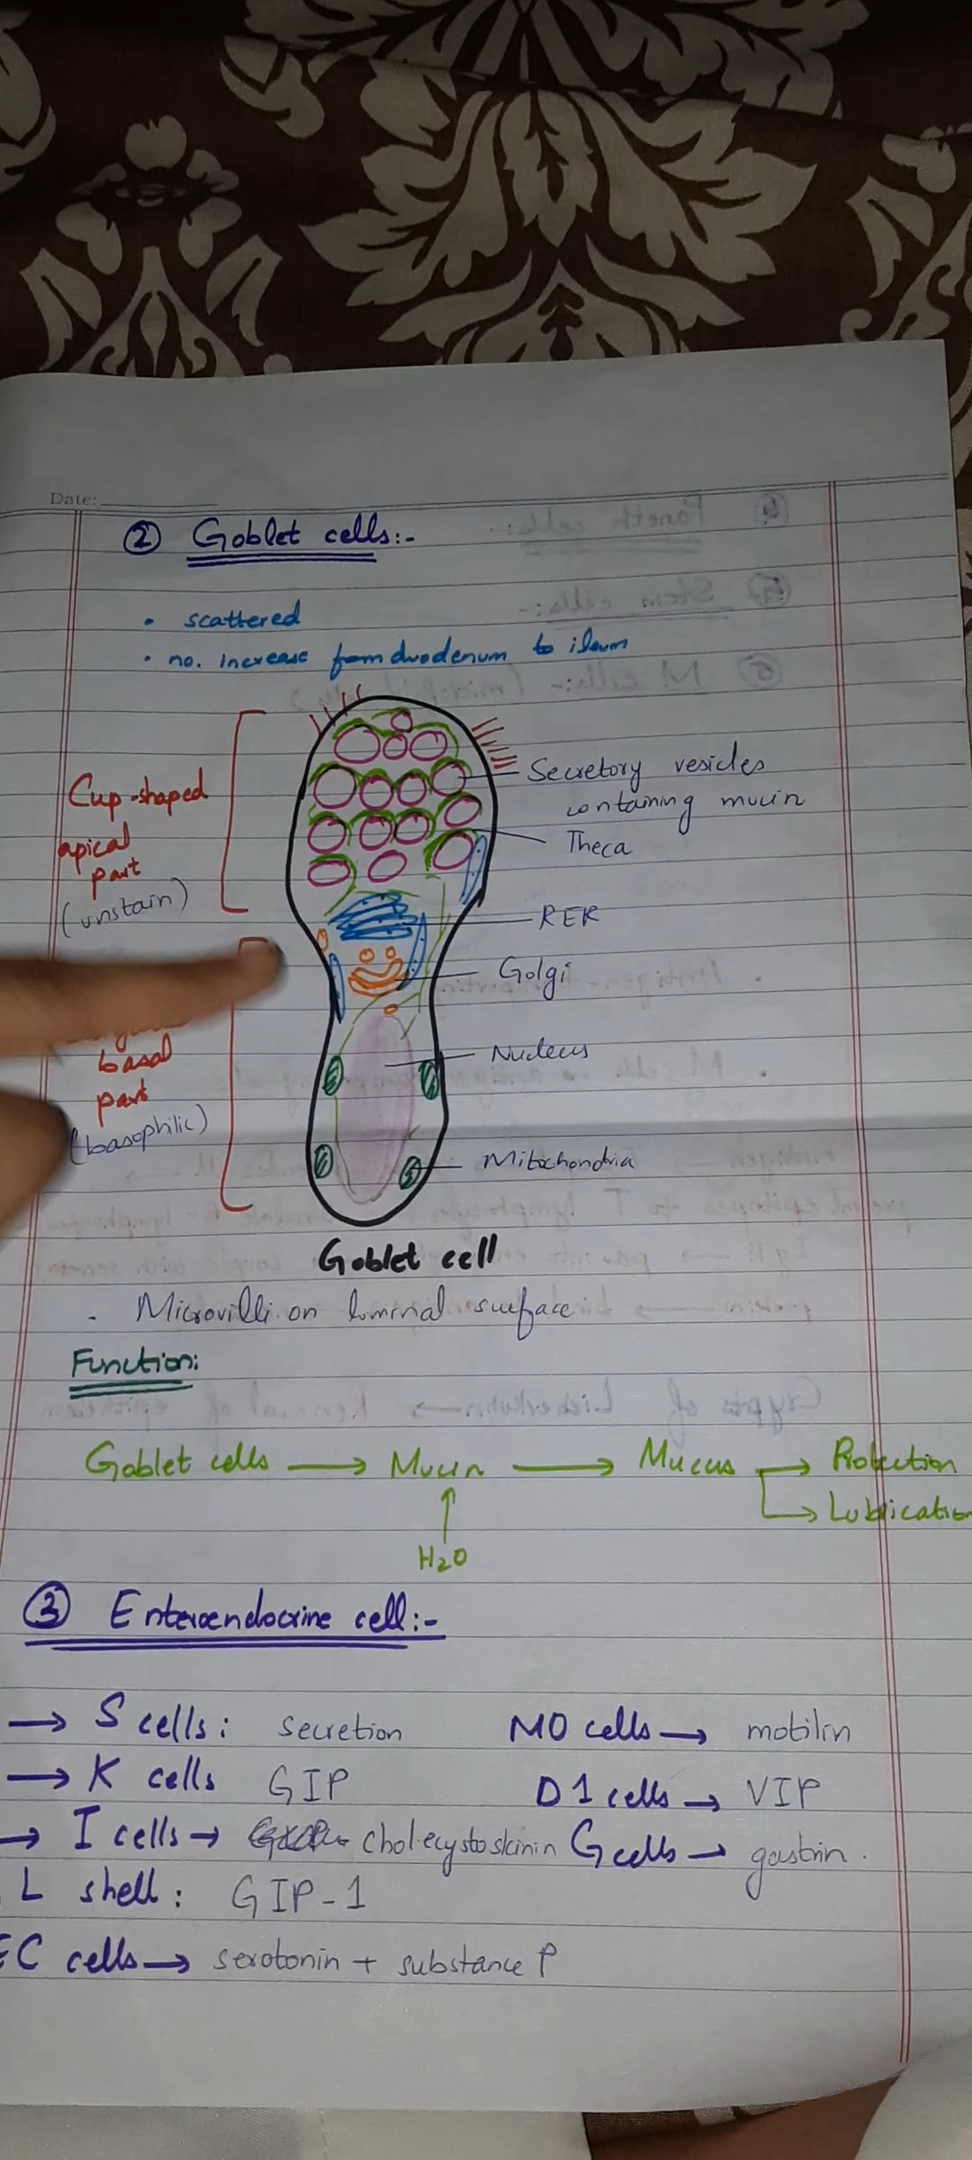 Date:
② Goblet cells:-
• scattered
• no. increase from duodenum to ileum
Cup-shaped
apical
part
(unstain)
Secretory vesicles
containing mucin
Theca
RER
Golgi
Nucleus
Mitochondria
basal
part
(basophilic)
Goblet cell
. Microvilli on luminal surface
Function:
Goblet cells → Mucin → Mucus → Protection
→ Lubrication
↑
H2O
③ Enteroendocrine cell:-
→ S cells: secretion MO cells → motilin
→ K cells GIP D1 cells → VIP
→ I cells → cholecystoskinin G cells → gastrin.
L shell: GIP-1
EC cells → serotonin + substance P